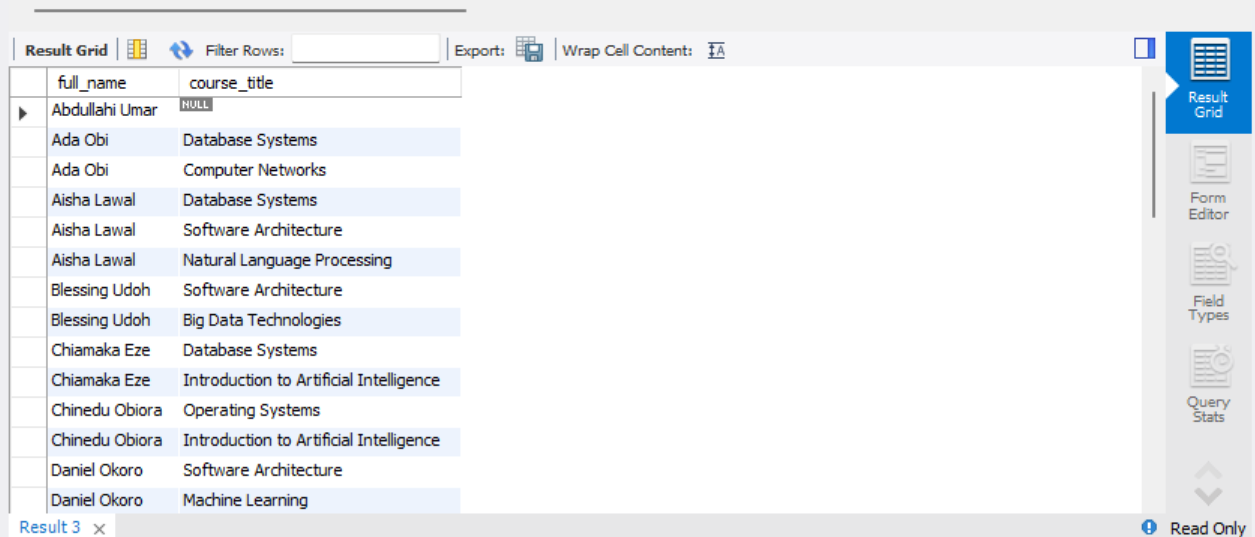 Result Grid Filter Rows: Export: Wrap Cell Content: IA
full_name course_title
Abdullahi Umar NULL
Ada Obi Database Systems
Ada Obi Computer Networks
Aisha Lawal Database Systems
Aisha Lawal Software Architecture
Aisha Lawal Natural Language Processing
Blessing Udoh Software Architecture
Blessing Udoh Big Data Technologies
Chiamaka Eze Database Systems
Chiamaka Eze Introduction to Artificial Intelligence
Chinedu Obiora Operating Systems
Chinedu Obiora Introduction to Artificial Intelligence
Daniel Okoro Software Architecture
Daniel Okoro Machine Learning
Result
Grid
Form
Editor
Field
Types
Query
Stats
Result 3 Read Only